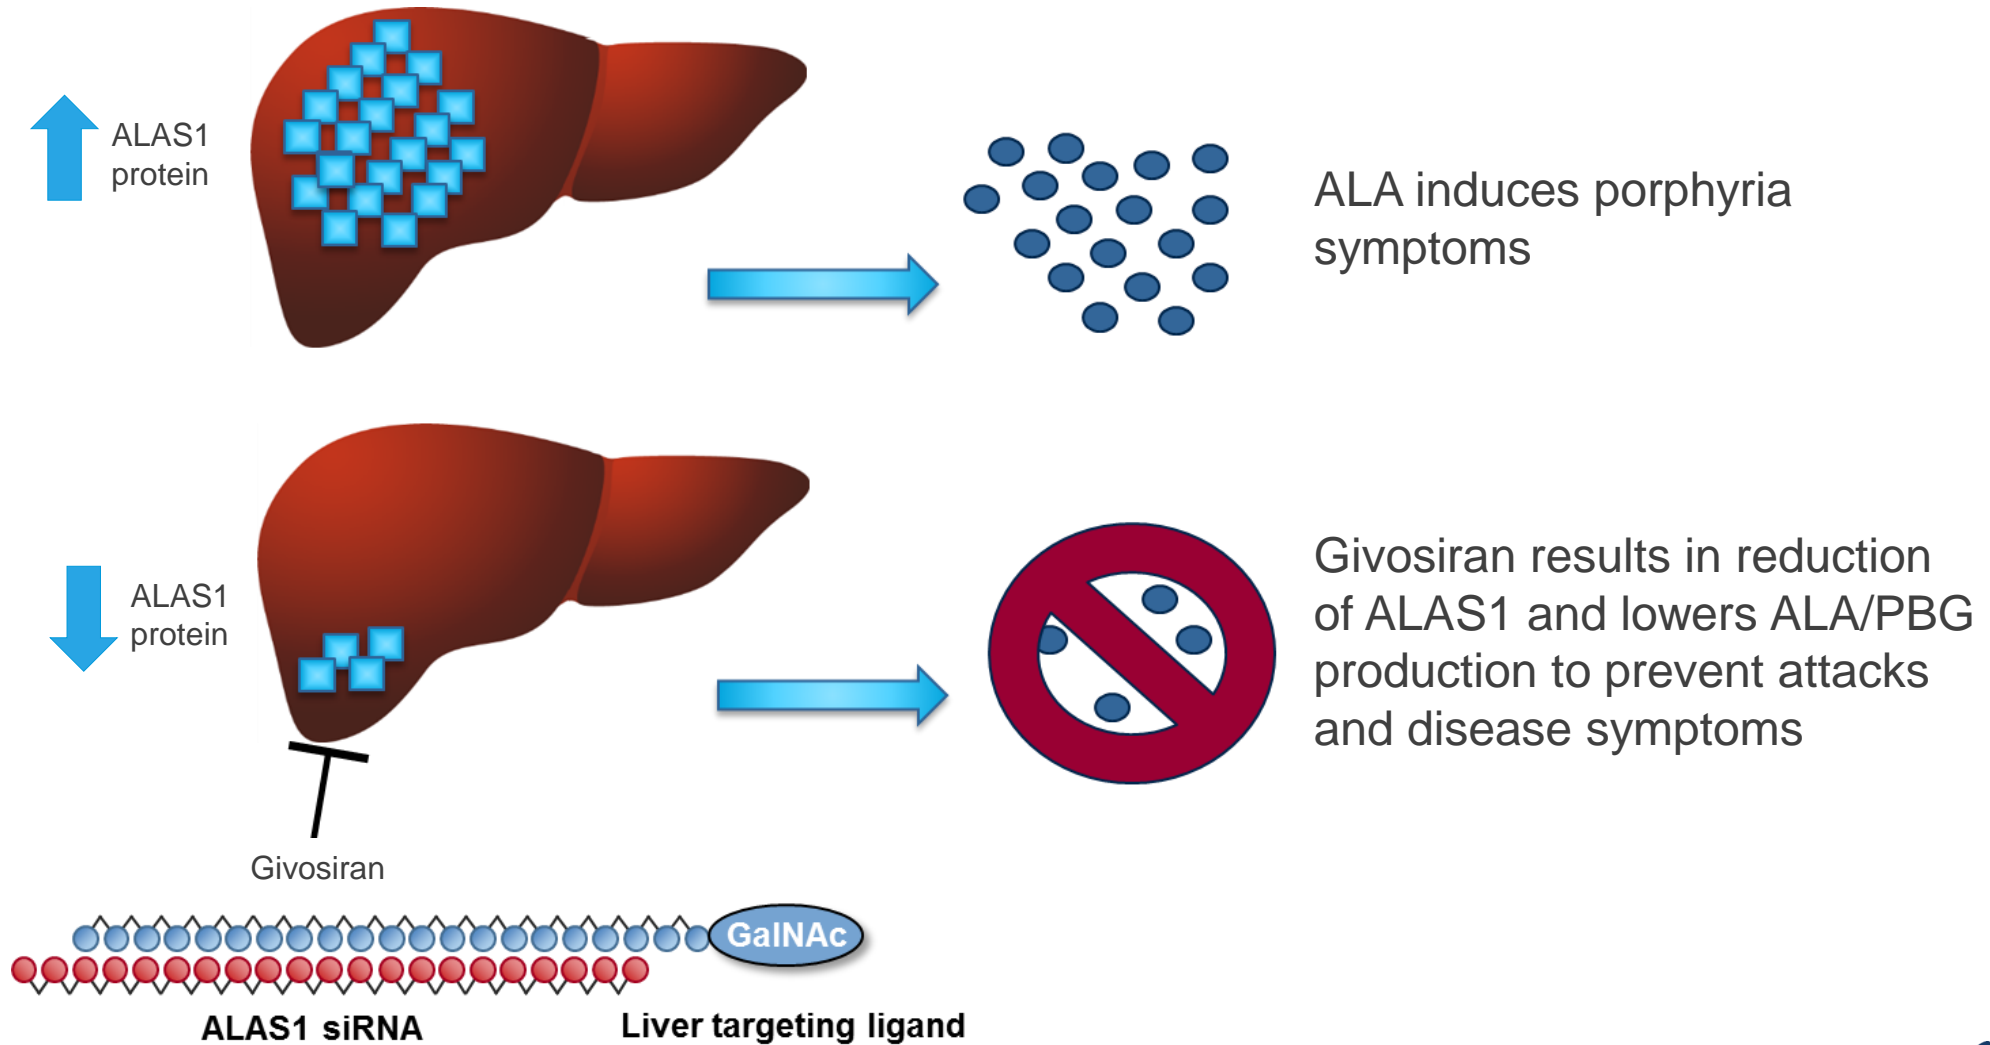 ALAS1
protein
ALA induces porphyria
symptoms
ALAS1
protein
Givosiran results in reduction
of ALAS1 and lowers ALA/PBG
production to prevent attacks
and disease symptoms
Givosiran
GalNAc
ALAS1 siRNA
Liver targeting ligand